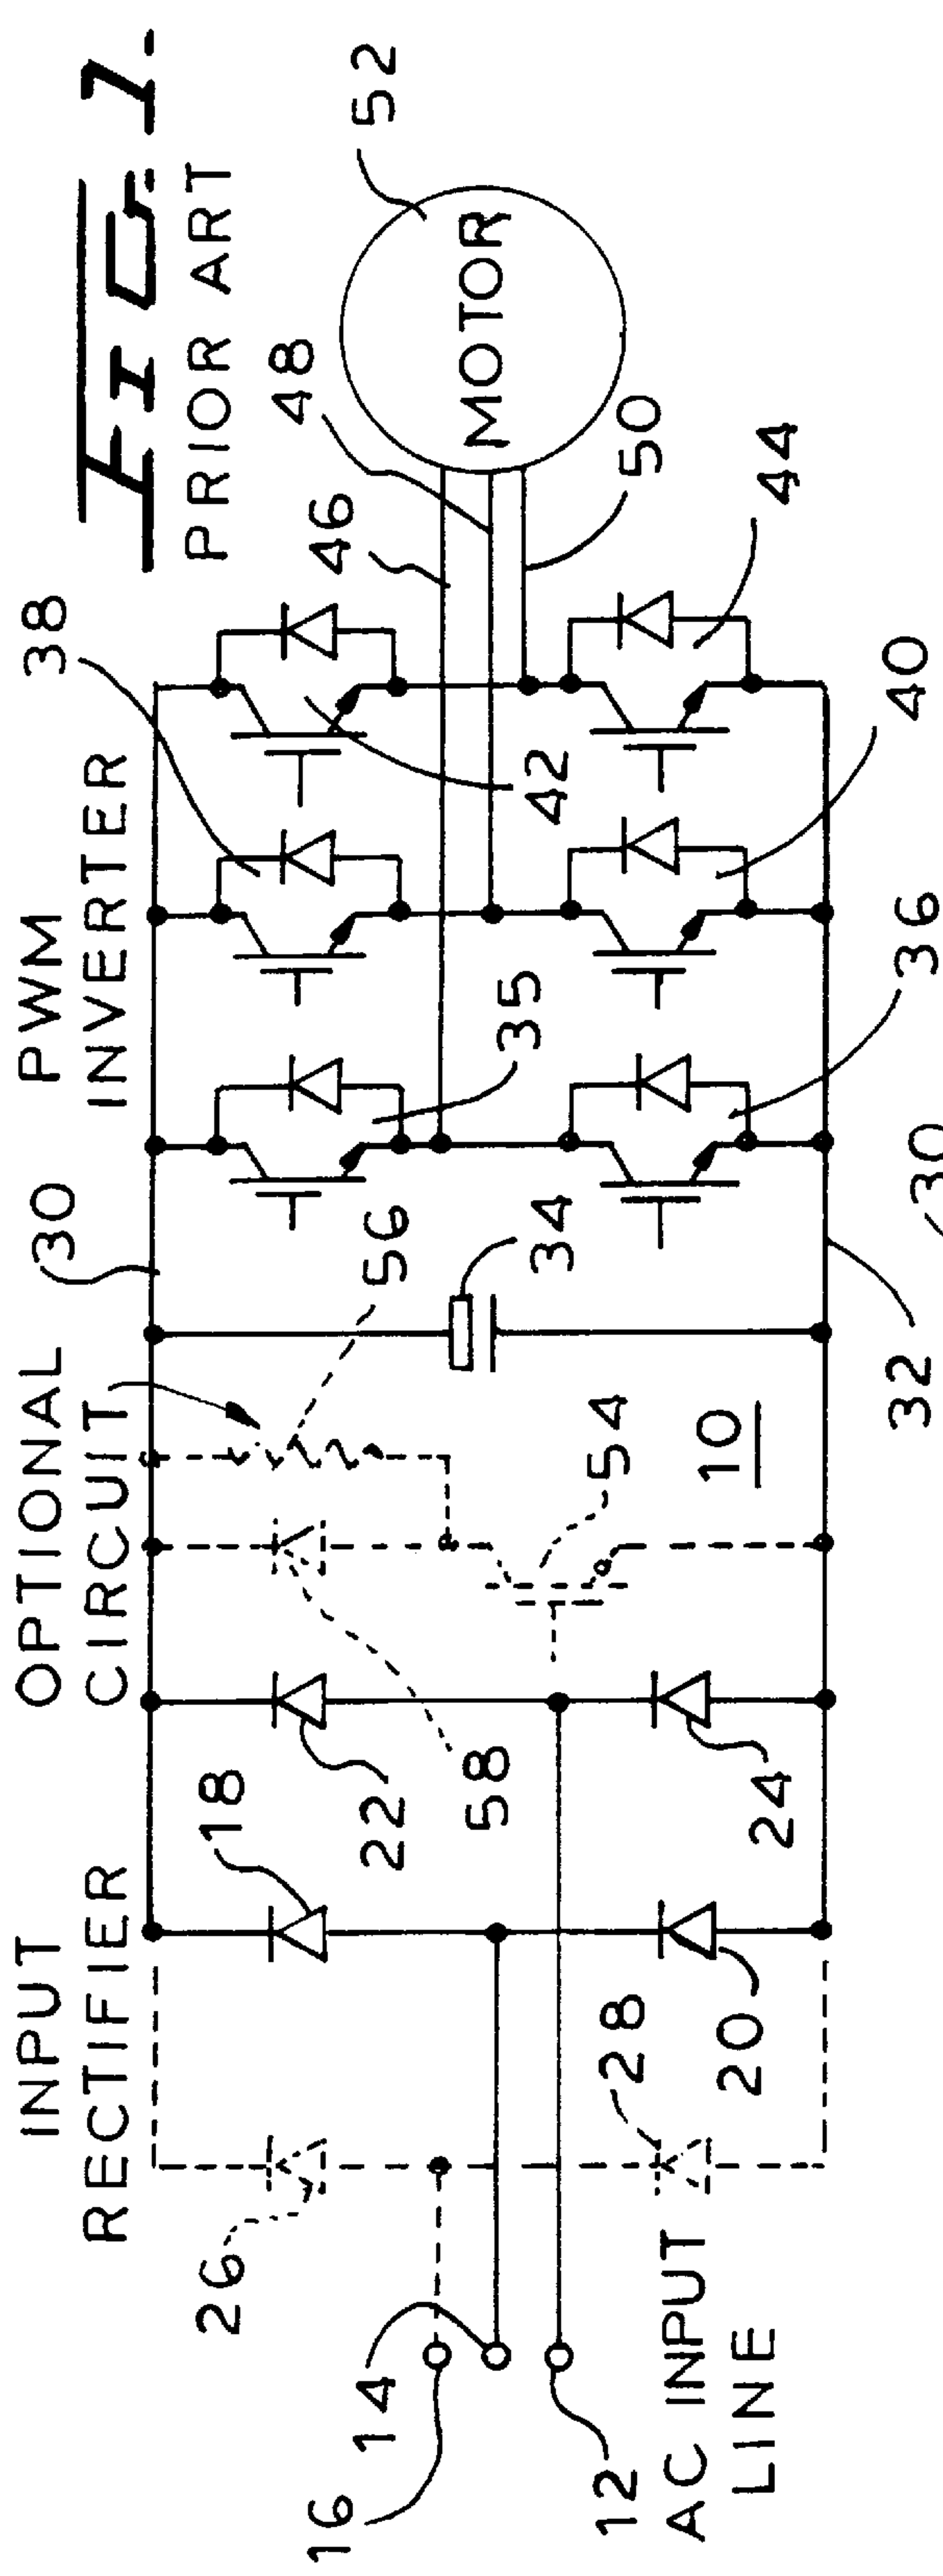 FIG. 1.
PRIOR ART
INPUT
RECTIFIER
OPTIONAL
CIRCUIT
30
PWM
INVERTER
38
26
18
22
58
56
35
42
46
48
52
16
14
12
34
54
10
MOTOR
50
44
40
36
28
20
24
AC INPUT
LINE
32
30